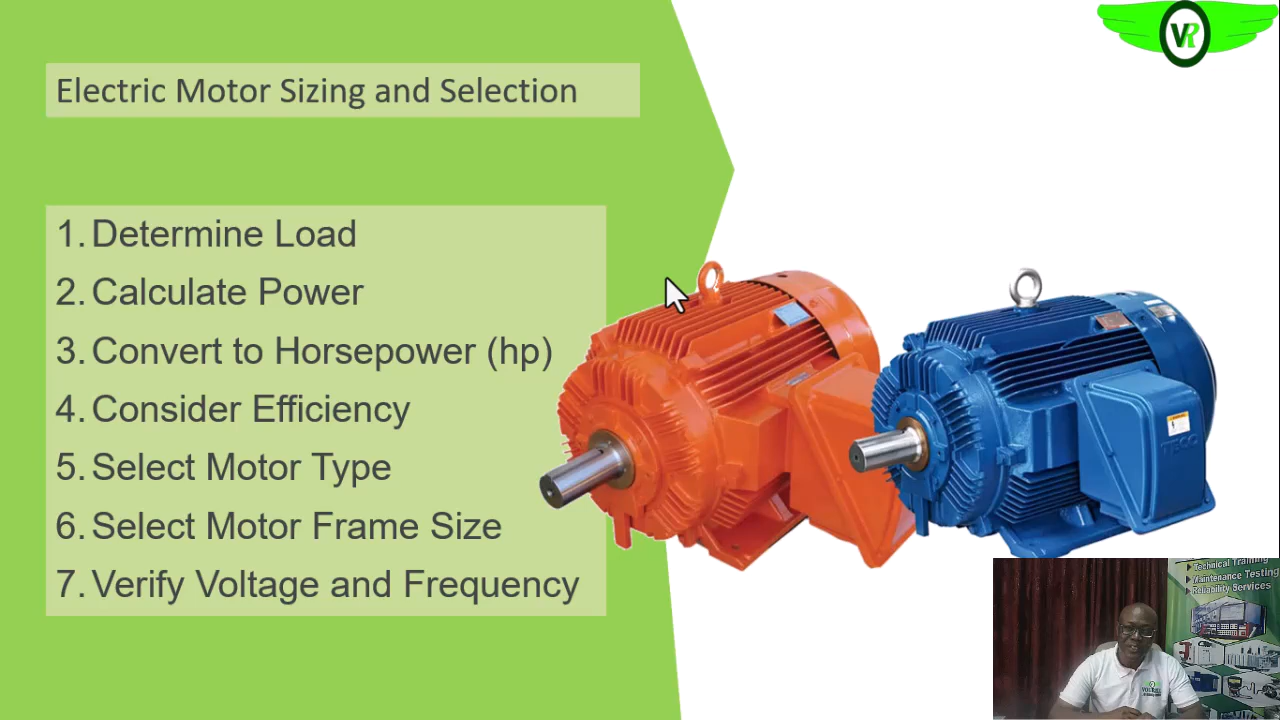 VR
Electric Motor Sizing and Selection
1. Determine Load
2. Calculate Power
3. Convert to Horsepower (hp)
4. Consider Efficiency
5. Select Motor Type
6. Select Motor Frame Size
7. Verify Voltage and Frequency
TECO
Technical Training
Maintenance Testing
Reliability Services